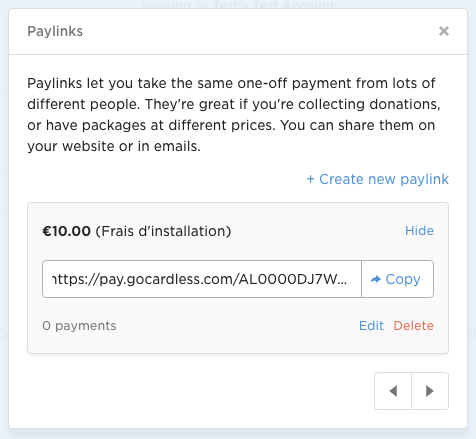 Viewing as Test's Test Account
Paylinks ×
Paylinks let you take the same one-off payment from lots of
different people. They're great if you're collecting donations,
or have packages at different prices. You can share them on
your website or in emails.
+ Create new paylink
€10.00 (Frais d'installation) Hide
https://pay.gocardless.com/AL0000DJ7W... Copy
0 payments Edit Delete